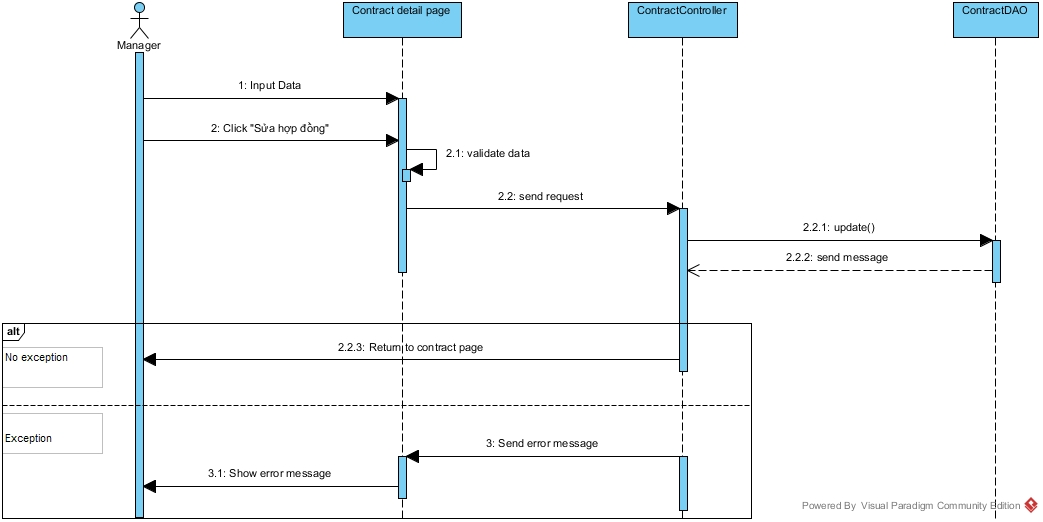 Contract detail page
ContractController
ContractDAO
Manager
1: Input Data
2: Click "Sửa hợp đồng"
2.1: validate data
2.2: send request
2.2.1: update()
2.2.2: send message
alt
No exception
2.2.3: Return to contract page
Exception
3: Send error message
3.1: Show error message
Powered By Visual Paradigm Community Edition